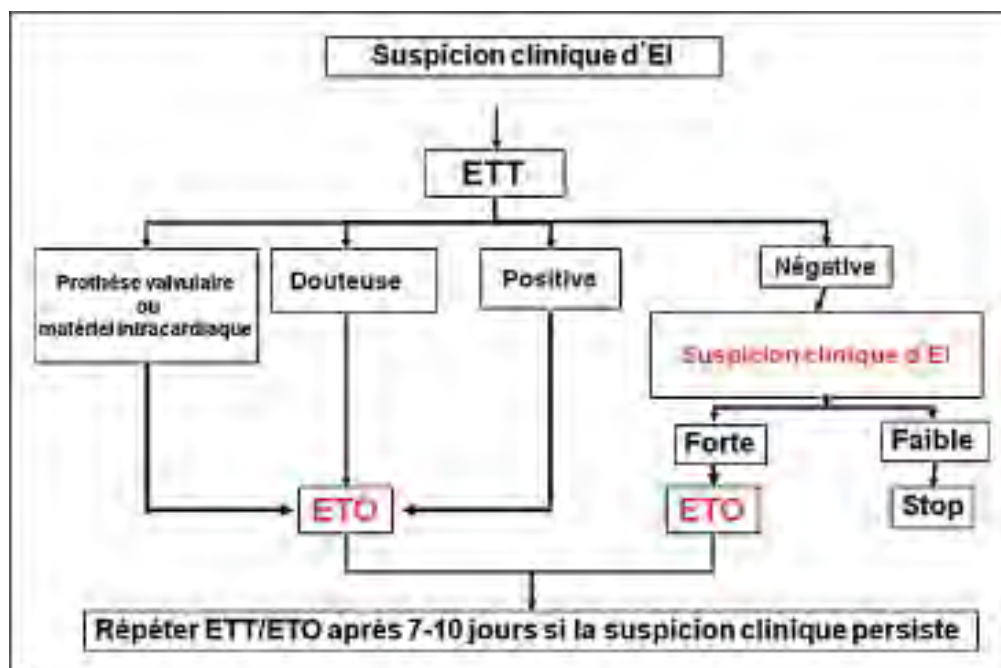 Suspicion clinique d'EI
ETT
Prothèse valvulaire
ou
matériel intracardiaque
Douteuse
Positive
Négative
Suspicion clinique d'EI
Forte
Faible
ETO
ETO
Stop
Répéter ETT/ETO après 7-10 jours si la suspicion clinique persiste